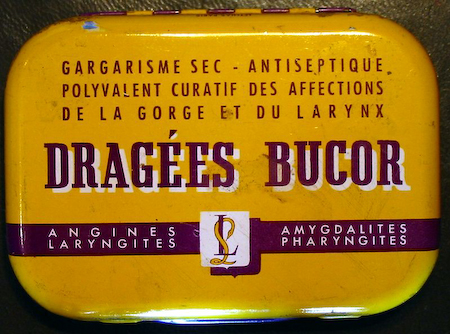 GARGARISME SEC - ANTISEPTIQUE
POLYVALENT CURATIF DES AFFECTIONS
DE LA GORGE ET DU LARYNX
DRAGÉES BUCOR
ANGINES
LARYNGITES
LS
AMYGDALITES
PHARYNGITES